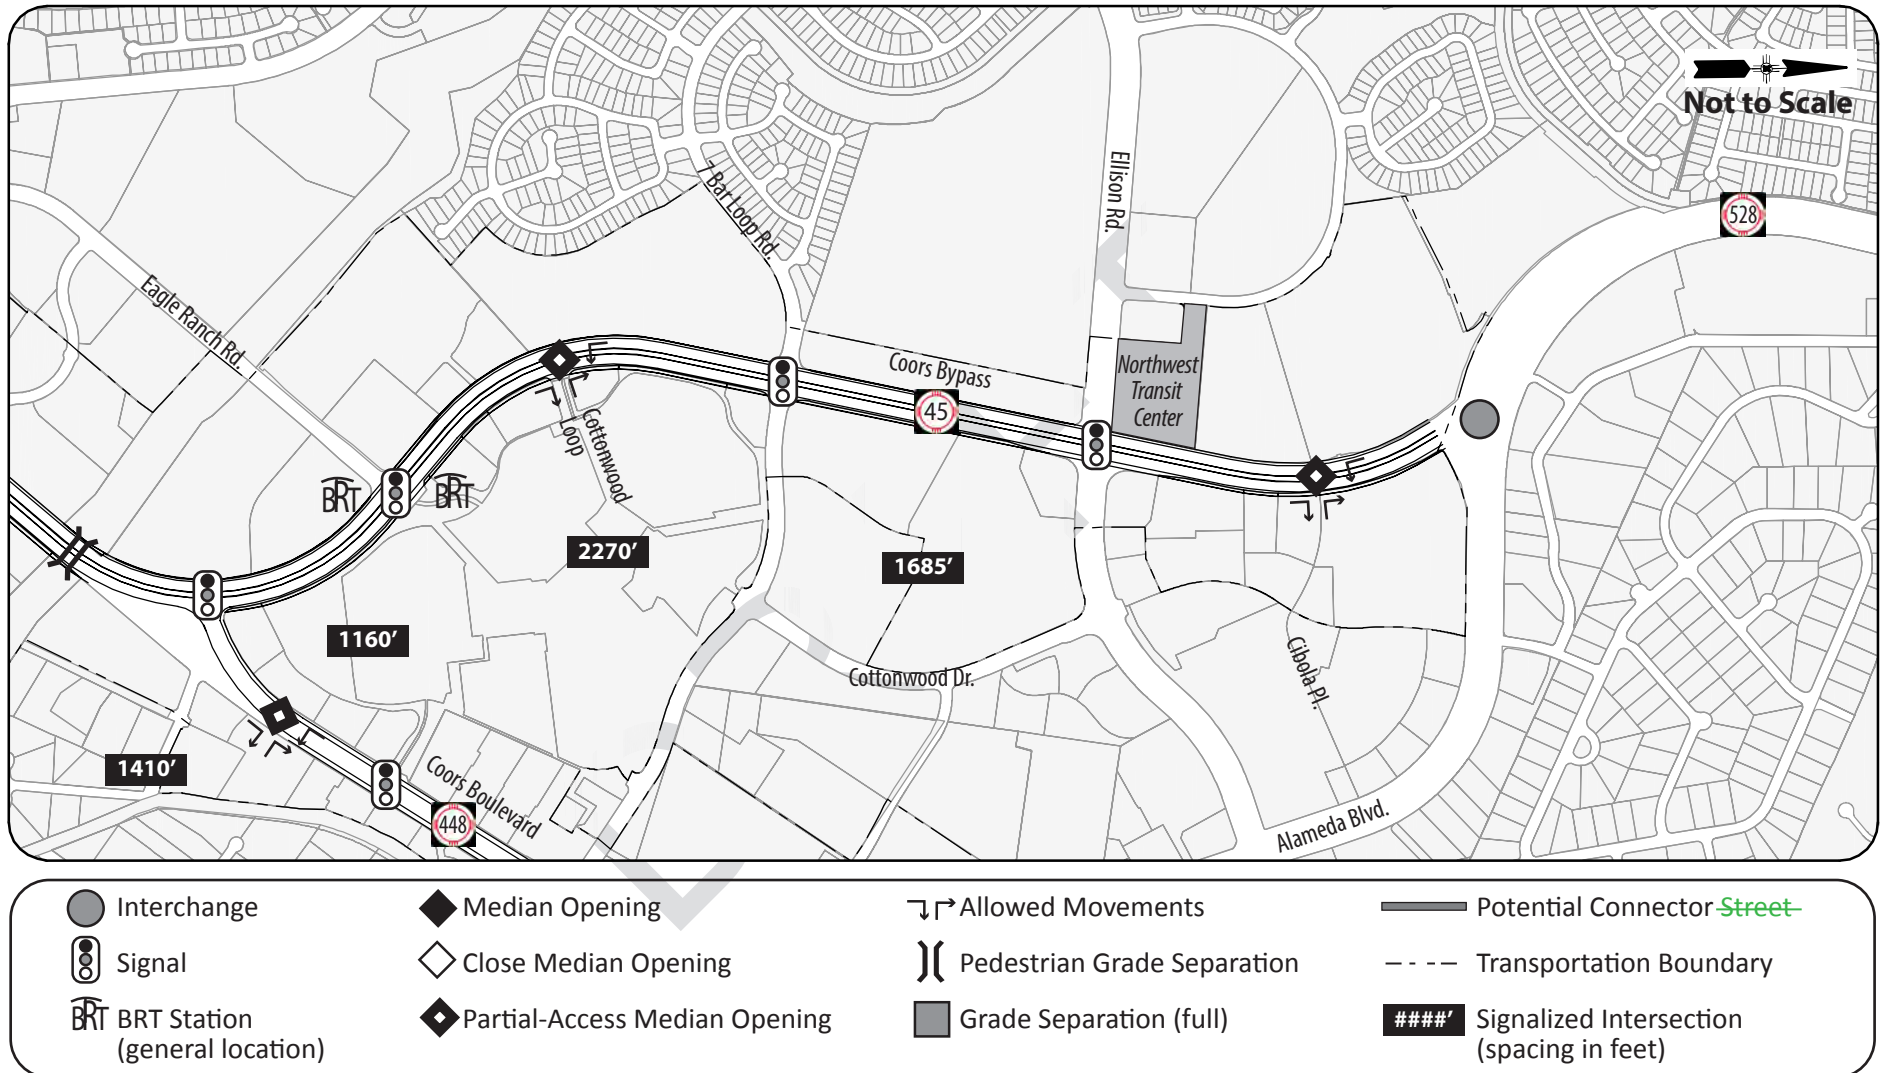 Not to Scale
528
7 Bar Loop Rd.
Ellison Rd.
Eagle Ranch Rd.
Coors Bypass
45
Northwest
Transit
Center
Cottonwood
Loop
BRT
BRT
2270’
1685’
1160’
Cottonwood Dr.
Cibola Pl.
1410’
Coors Boulevard
448
Alameda Blvd.
Interchange
Signal
BRT BRT Station
(general location)
Median Opening
Close Median Opening
Partial-Access Median Opening
Allowed Movements
Pedestrian Grade Separation
Grade Separation (full)
Potential Connector Street
Transportation Boundary
####’ Signalized Intersection
(spacing in feet)